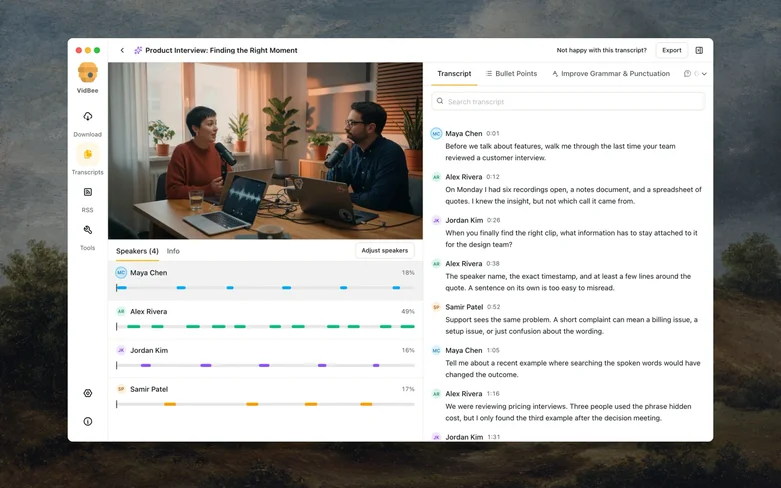 Product Interview: Finding the Right Moment
Not happy with this transcript?
Export
VidBee
Download
Transcripts
RSS
Tools
Speakers (4)
Info
Adjust speakers
MC Maya Chen 18%
AR Alex Rivera 49%
JK Jordan Kim 16%
SP Samir Patel 17%
Transcript
Bullet Points
Improve Grammar & Punctuation
Search transcript
MC Maya Chen 0:01
Before we talk about features, walk me through the last time your team
reviewed a customer interview.
AR Alex Rivera 0:12
On Monday I had six recordings open, a notes document, and a spreadsheet of
quotes. I knew the insight, but not which call it came from.
JK Jordan Kim 0:26
When you finally find the right clip, what information has to stay attached to it
for the design team?
AR Alex Rivera 0:38
The speaker name, the exact timestamp, and at least a few lines around the
quote. A sentence on its own is too easy to misread.
SP Samir Patel 0:52
Support sees the same problem. A short complaint can mean a billing issue, a
setup issue, or just confusion about the wording.
MC Maya Chen 1:05
Tell me about a recent example where searching the spoken words would have
changed the outcome.
AR Alex Rivera 1:16
We were reviewing pricing interviews. Three people used the phrase hidden
cost, but I only found the third example after the decision meeting.
JK Jordan Kim 1:31